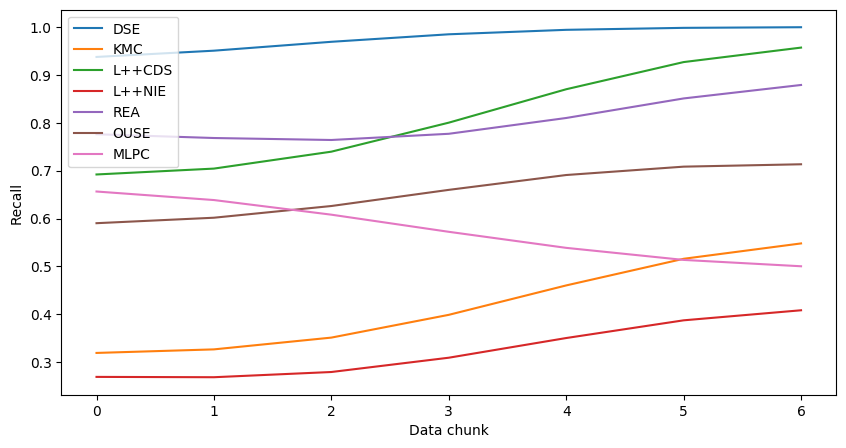 DSE
KMC
L++CDS
L++NIE
REA
OUSE
MLPC
1.0
0.9
0.8
0.7
0.6
0.5
0.4
0.3
Recall
0 1 2 3 4 5 6
Data chunk